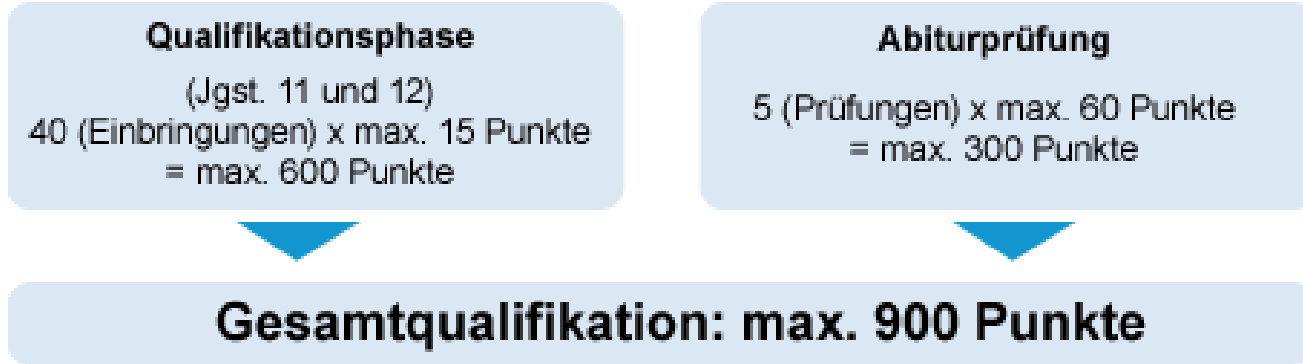 Qualifikationsphase
(Jgst. 11 und 12)
40 (Einbringungen) x max. 15 Punkte
= max. 600 Punkte
Abiturprüfung
5 (Prüfungen) x max. 60 Punkte
= max. 300 Punkte
Gesamtqualifikation: max. 900 Punkte